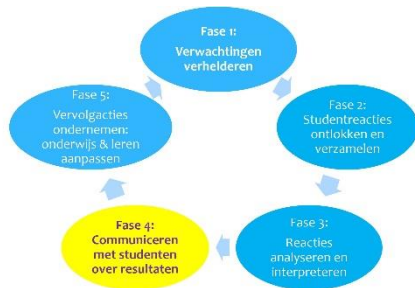 Fase 1:
Verwachtingen
verhelderen
Fase 2:
Studentreacties
ontlokken en
verzamelen
Fase 3:
Reacties
analyseren en
interpreteren
Fase 4:
Communiceren
met studenten
over resultaten
Fase 5:
Vervolgacties
ondernemen:
onderwijs & leren
aanpassen